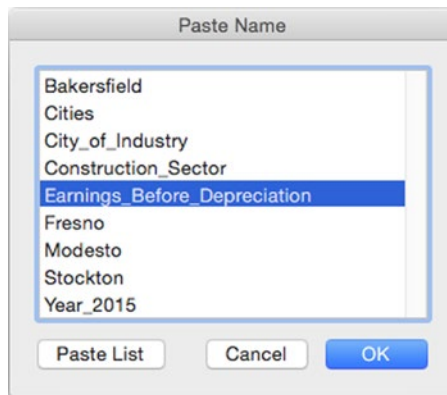 Paste Name
Bakersfield
Cities
City_of_Industry
Construction_Sector
Earnings_Before_Depreciation
Fresno
Modesto
Stockton
Year_2015
Paste List
Cancel
OK